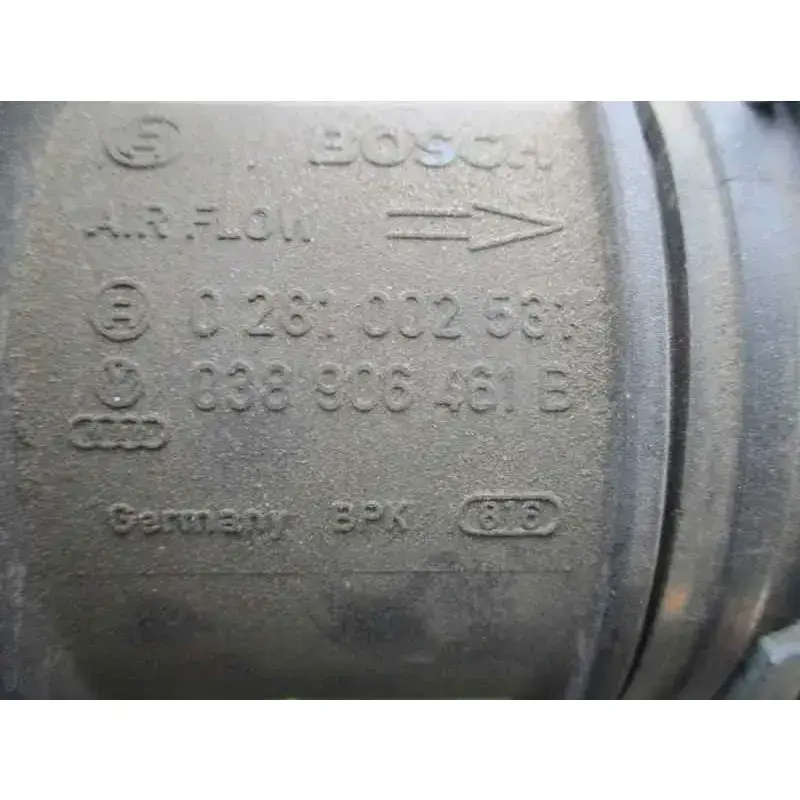 BOSCH
AIR FLOW
0 281 002 531
038 906 461 B
Germany BPK 816